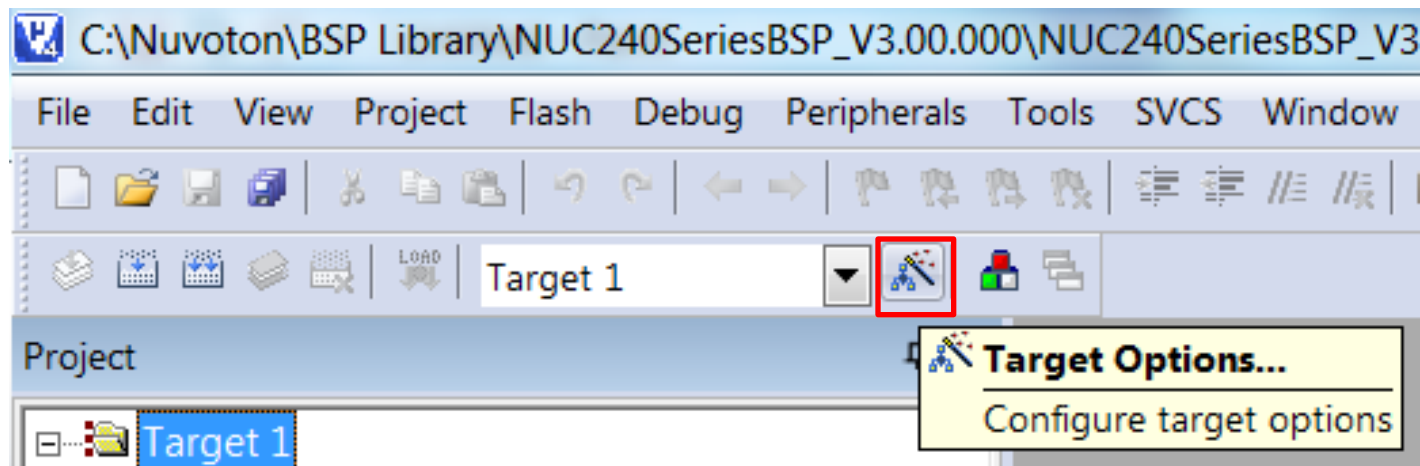 C:\Nuvoton\BSP Library\NUC240SeriesBSP_V3.00.000\NUC240SeriesBSP_V3
File Edit View Project Flash Debug Peripherals Tools SVCS Window
LOAD
Target 1
Project
Target Options...
Configure target options
Target 1